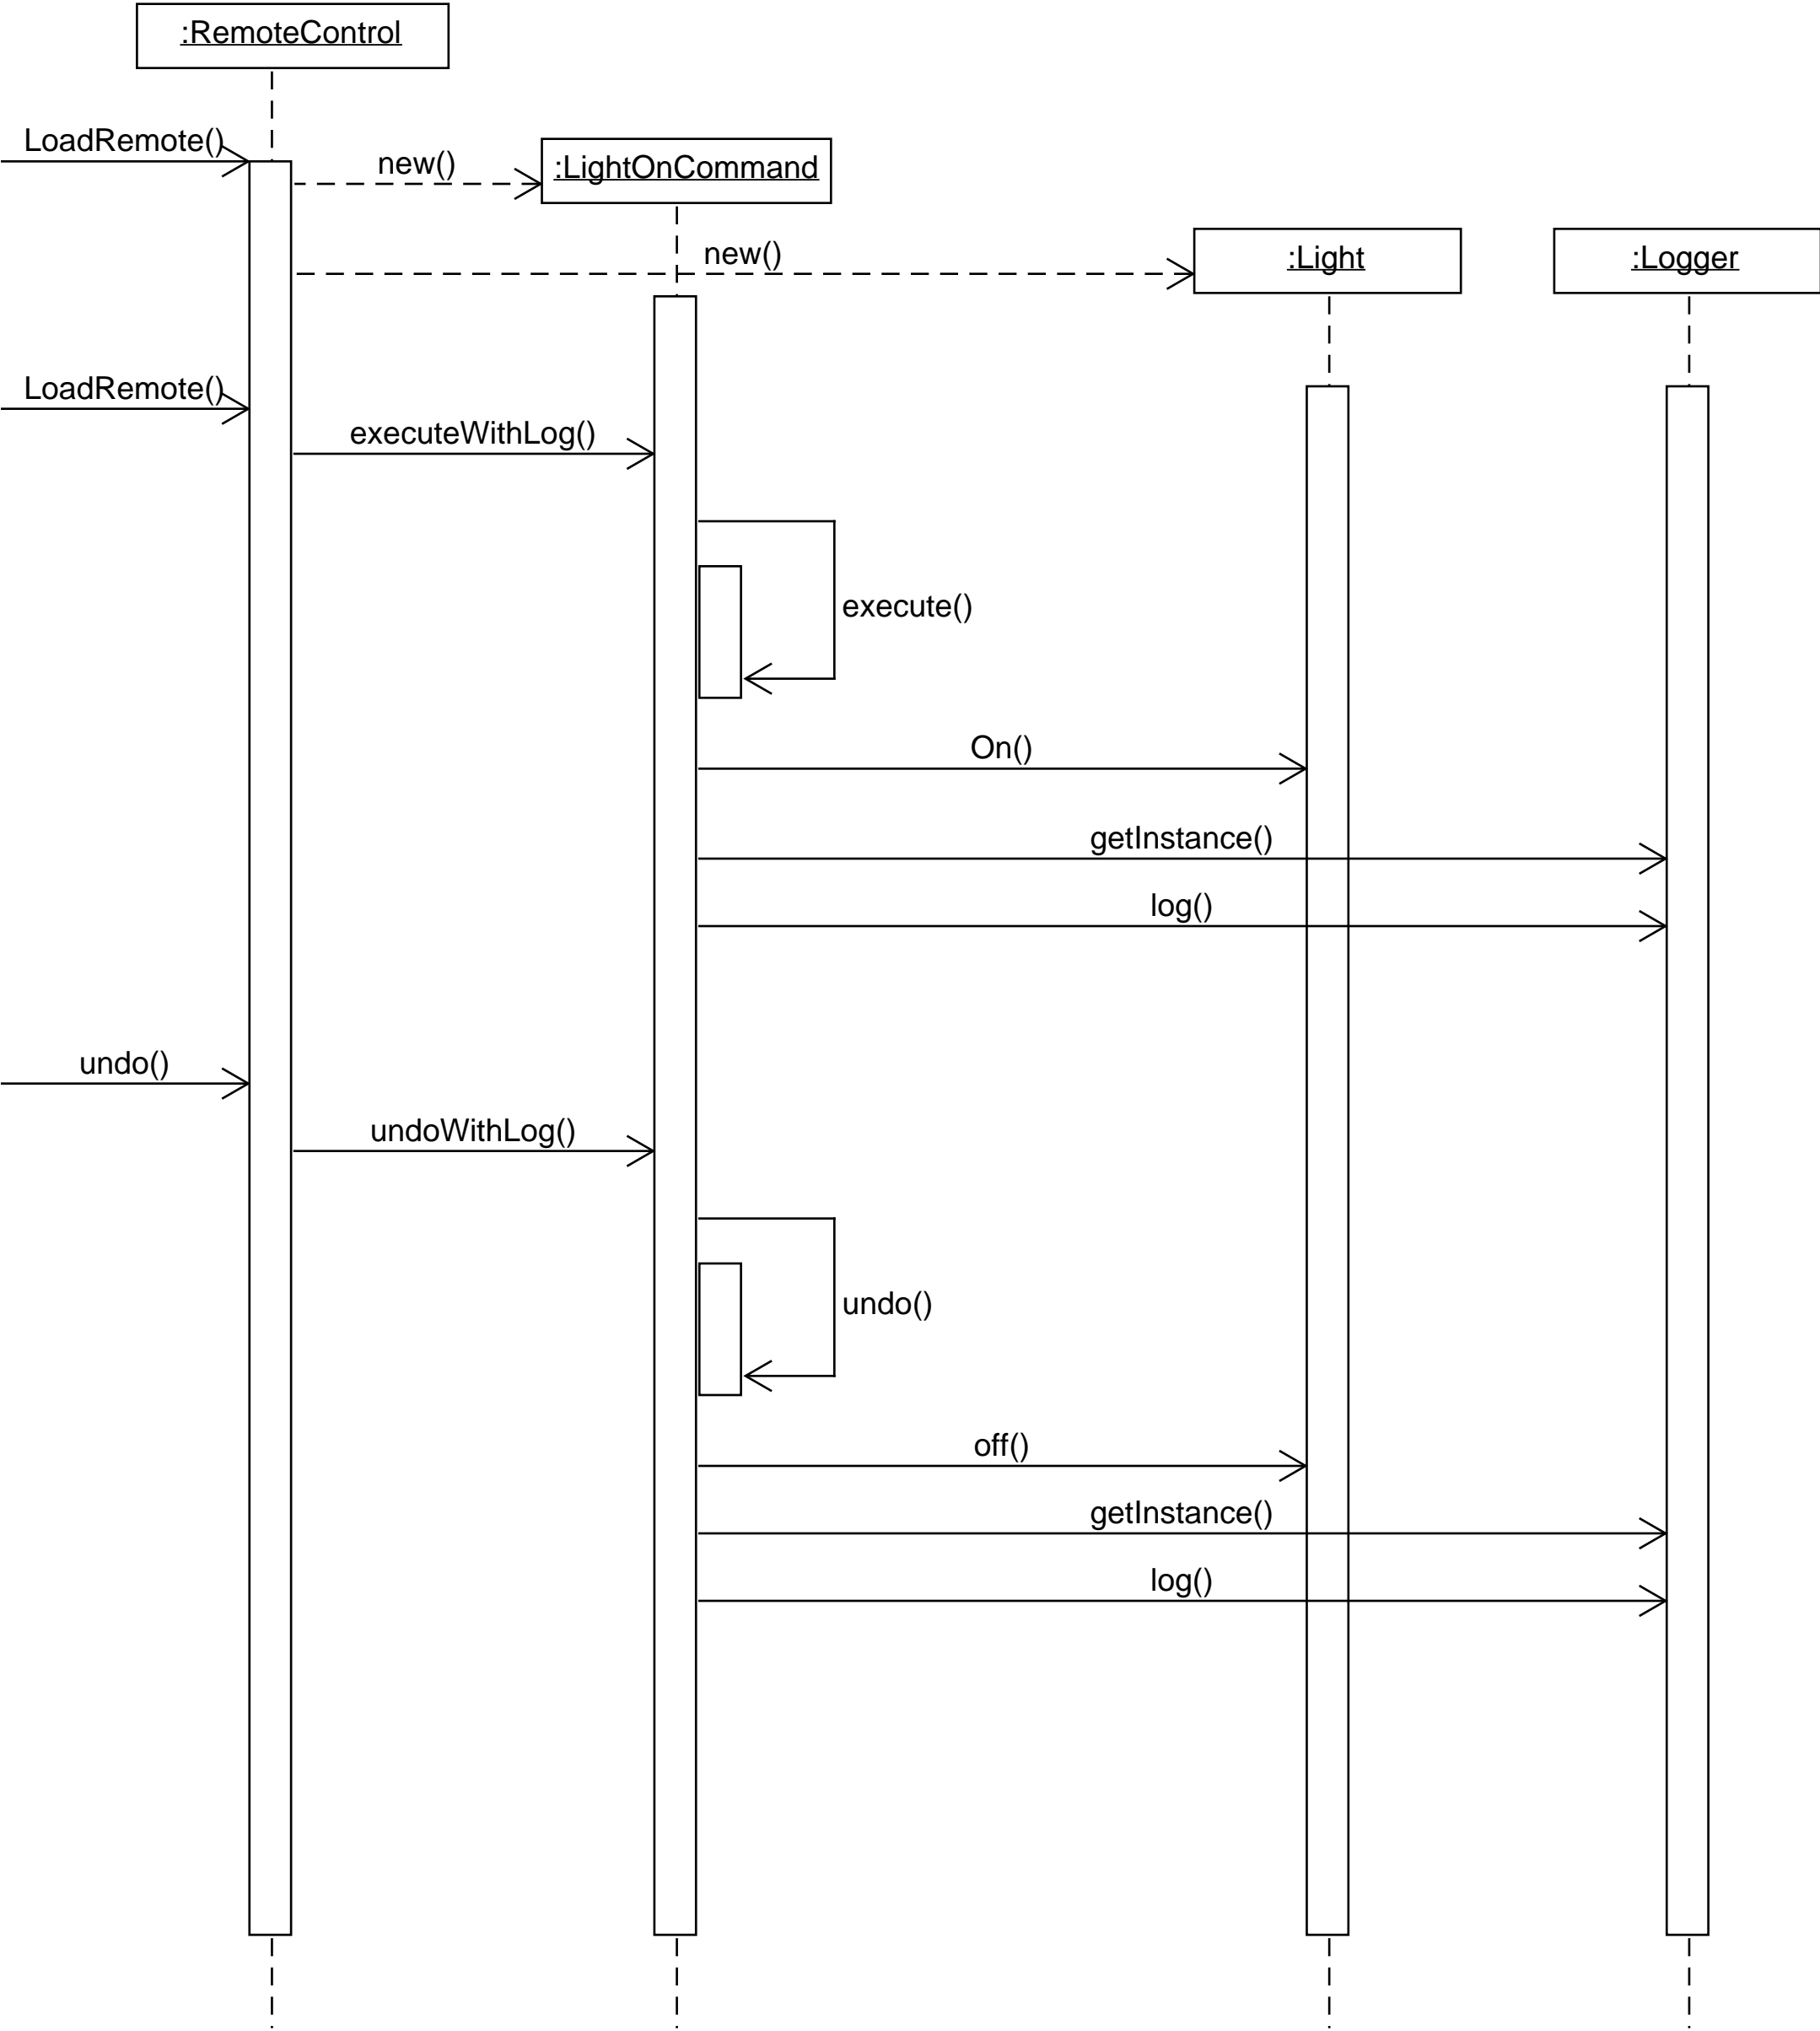 :RemoteControl
LoadRemote()
new()
:LightOnCommand
new()
:Light
:Logger
LoadRemote()
executeWithLog()
execute()
On()
getInstance()
log()
undo()
undoWithLog()
undo()
off()
getInstance()
log()